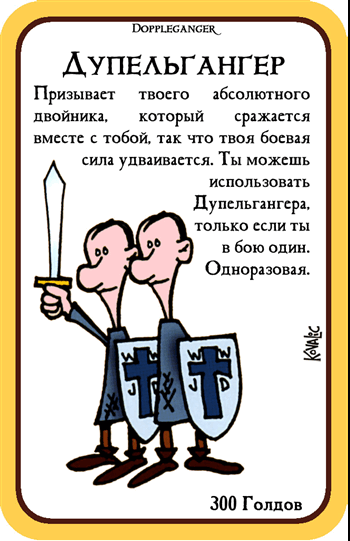 Doppleganger
Дупельгангер
Призывает твоего абсолютного
двойника, который сражается
вместе с тобой, так что твоя боевая
сила удваивается. Ты можешь
использовать
Дупельгангера,
только если ты
в бою один.
Одноразовая.
Kovalic
W W
J D
W W
J D
300 Голдов